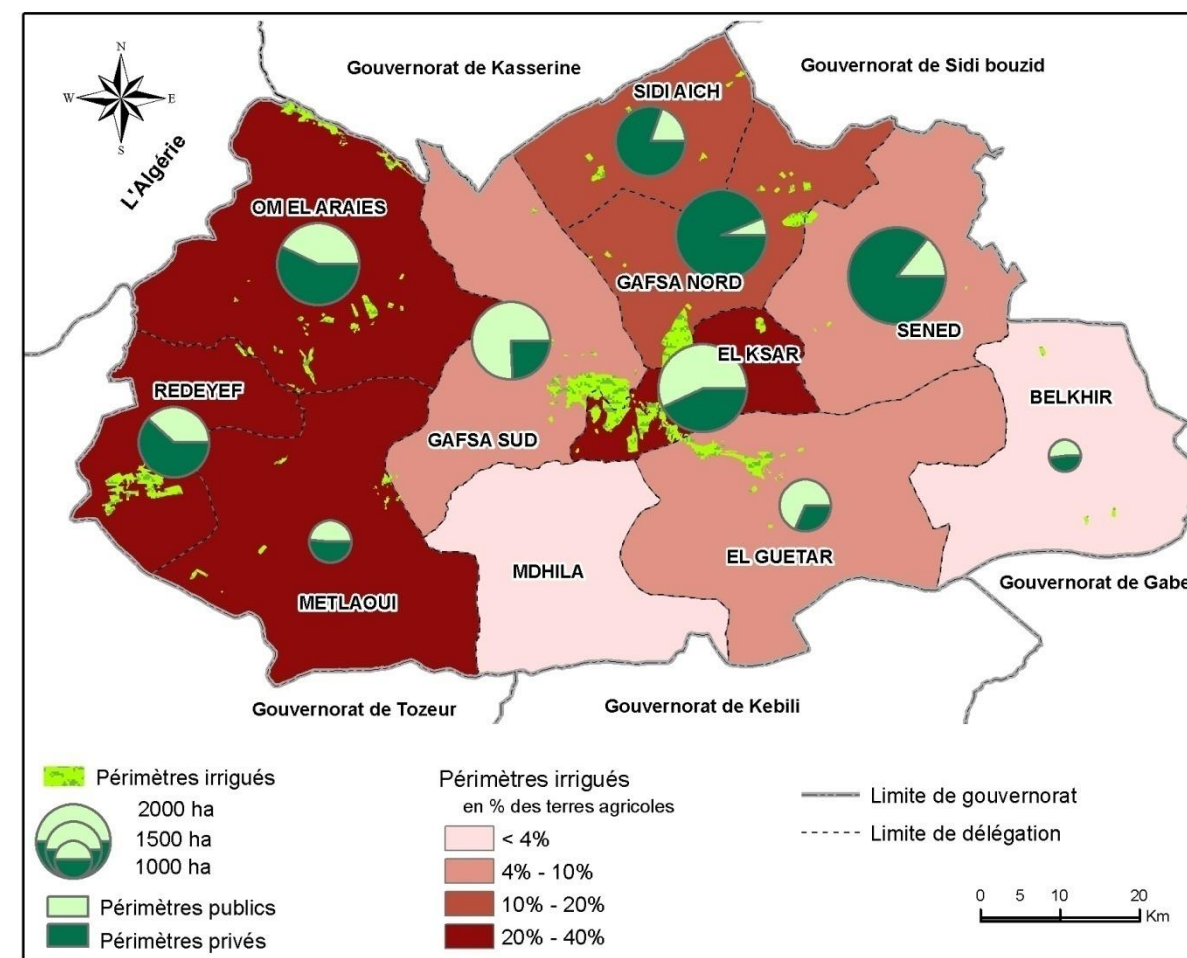 N
W
E
S
Gouvernorat de Kasserine
Gouvernorat de Sidi bouzid
L'Algérie
SIDI AICH
OM EL ARAIES
GAFSA NORD
SENED
EL KSAR
BELKHIR
REDEYEF
GAFSA SUD
EL GUETAR
MDHILA
METLAOUI
Gouvernorat de Gabe
Gouvernorat de Tozeur
Gouvernorat de Kebili
Périmètres irrigués
2000 ha
1500 ha
1000 ha
Périmètres publics
Périmètres privés
Périmètres irrigués
en % des terres agricoles
< 4%
4% - 10%
10% - 20%
20% - 40%
Limite de gouvernorat
Limite de délégation
0 5 10 20
Km